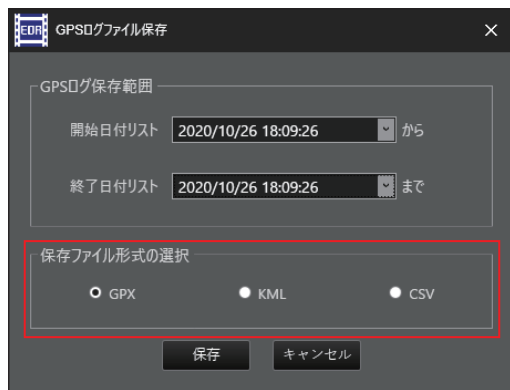 EDR GPSログファイル保存
GPSログ保存範囲
開始日付リスト 2020/10/26 18:09:26 から
終了日付リスト 2020/10/26 18:09:26 まで
保存ファイル形式の選択
GPX KML CSV
保存 キャンセル